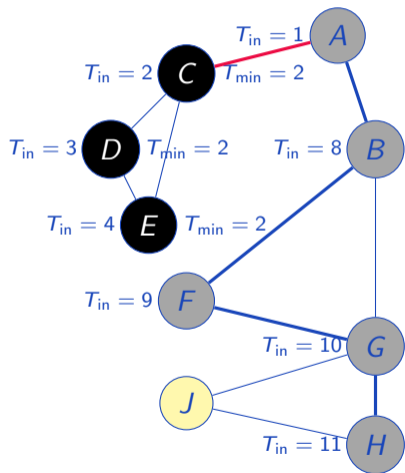 T_in = 1 A
T_in = 2 C T_min = 2
T_in = 3 D T_min = 2 T_in = 8 B
T_in = 4 E T_min = 2
T_in = 9 F
T_in = 10 G
J
T_in = 11 H